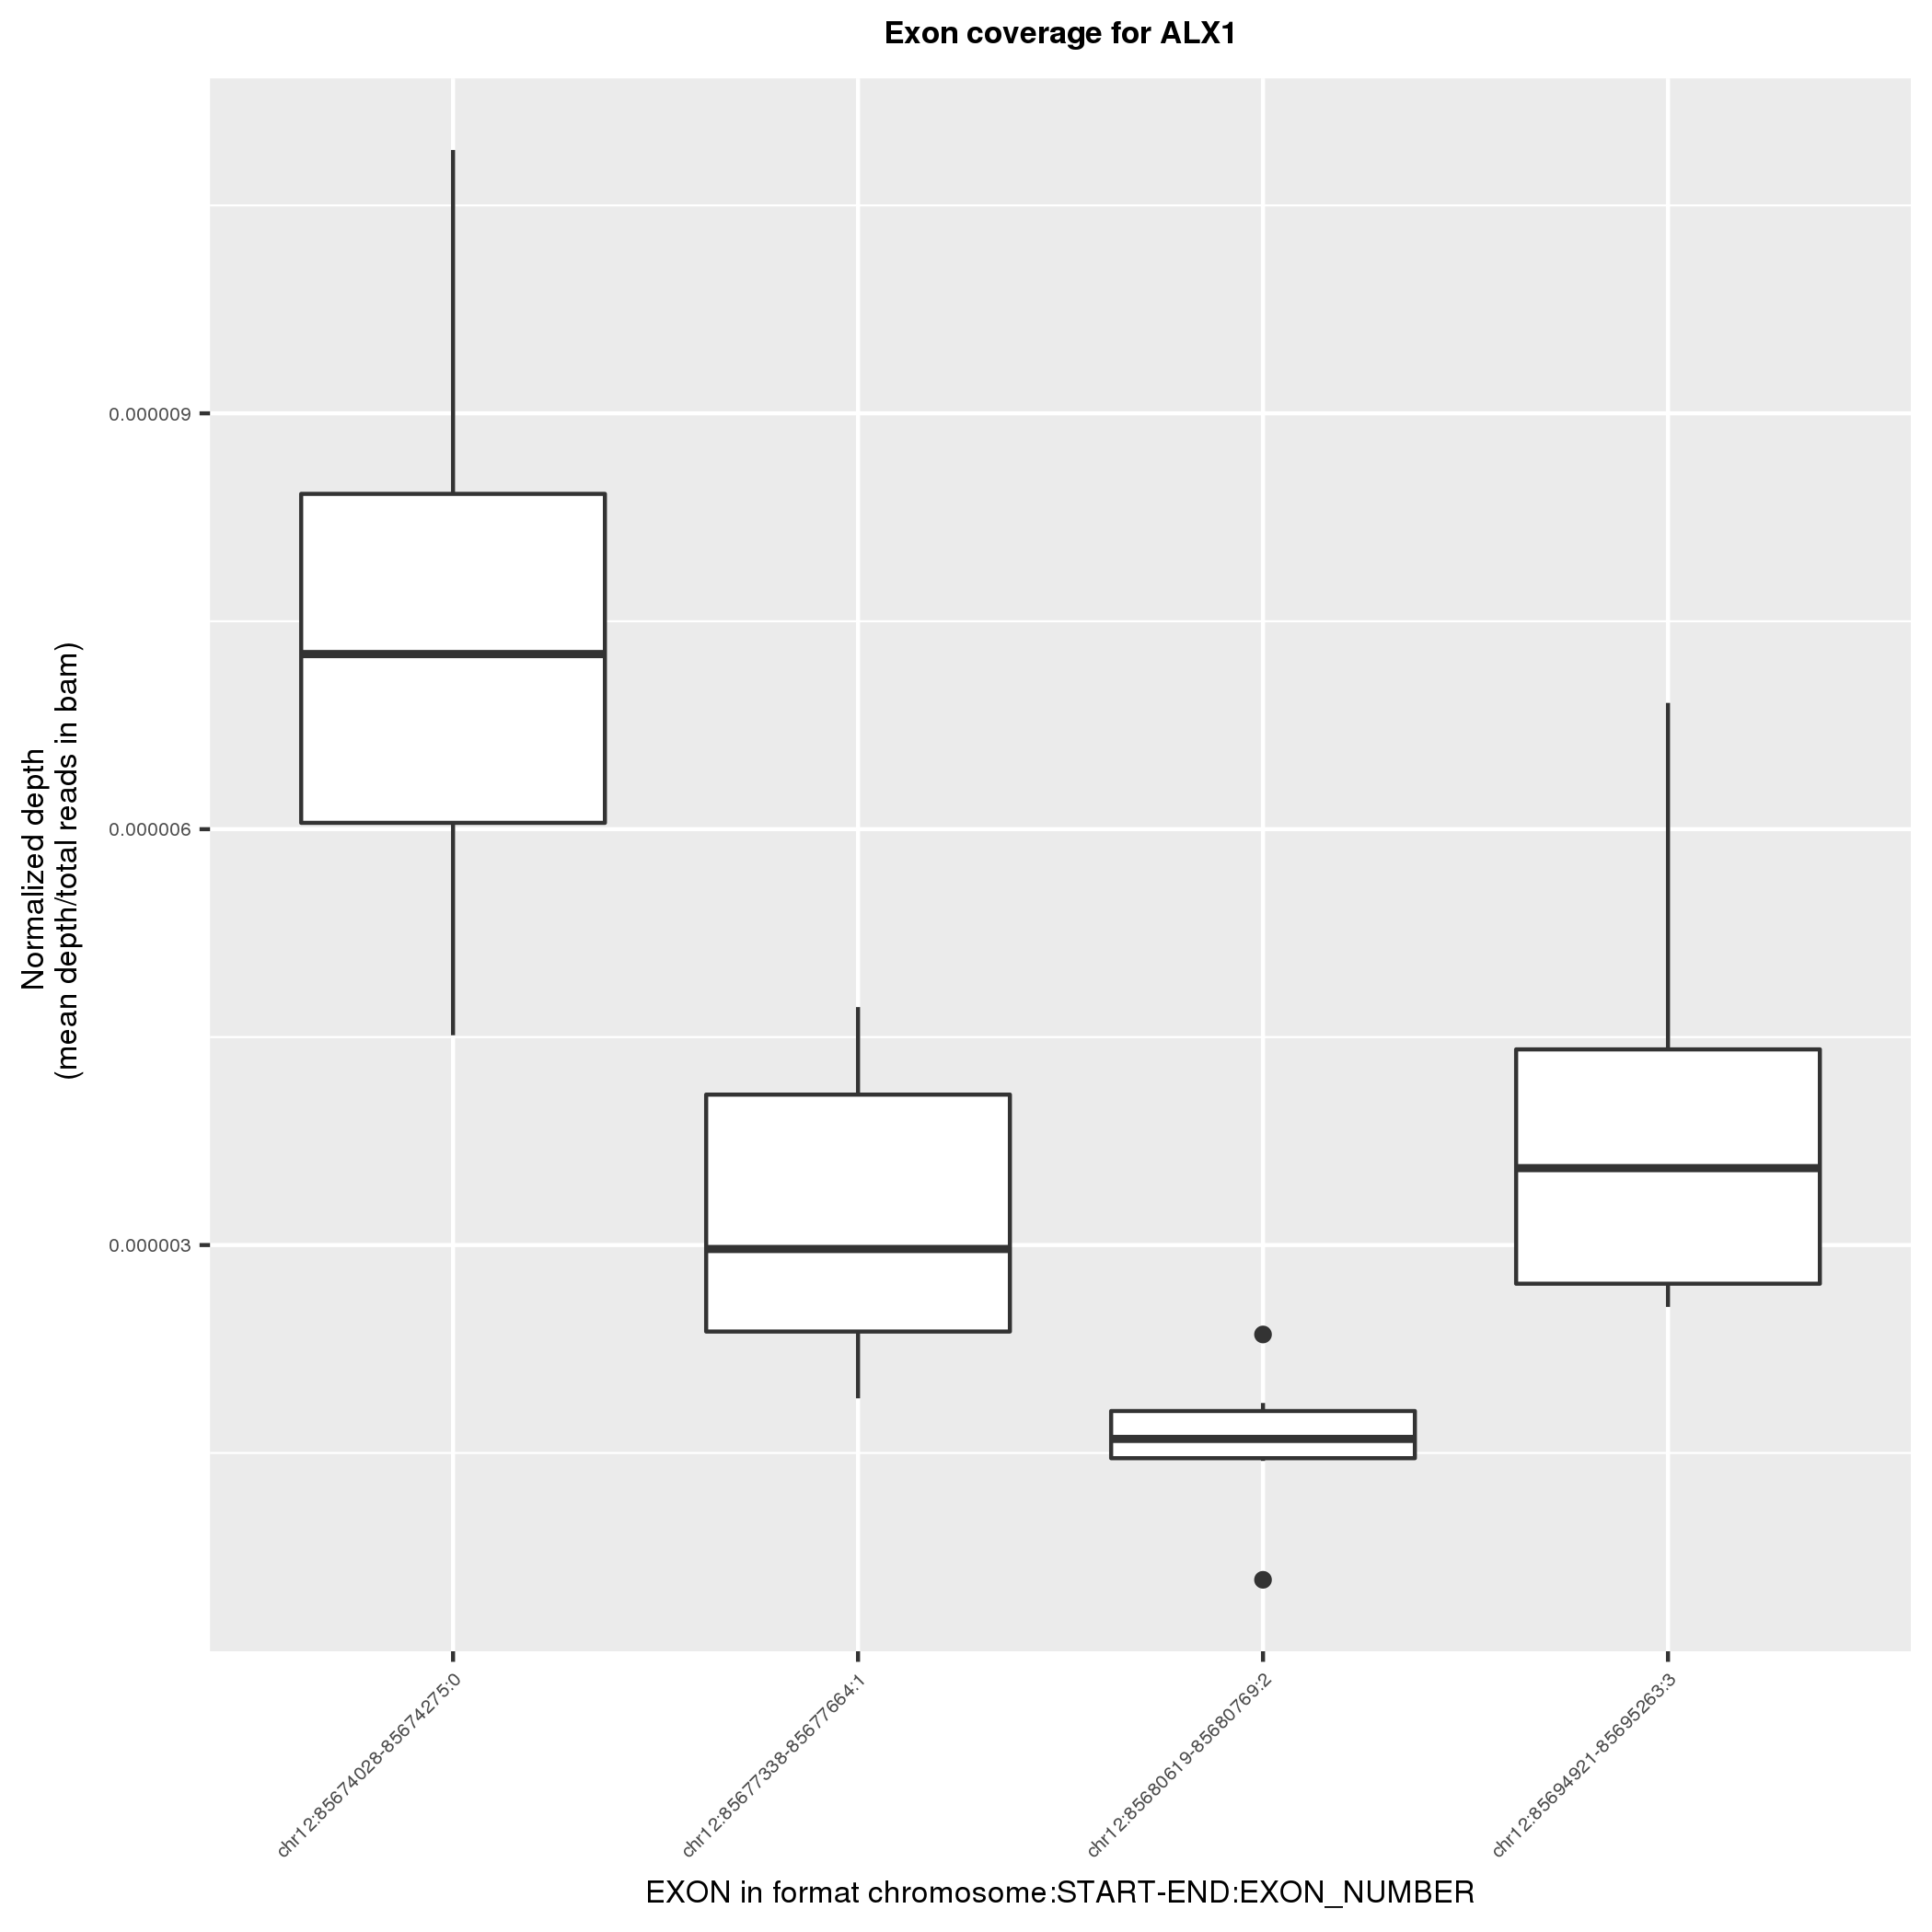 Exon coverage for ALX1
Normalized depth
(mean depth/total reads in bam)
0.000009
0.000006
0.000003
chr12:85674028-85674275:0
chr12:85677338-85677664:1
chr12:85680619-85680769:2
chr12:85694921-85695263:3
EXON in format chromosome:START-END:EXON_NUMBER